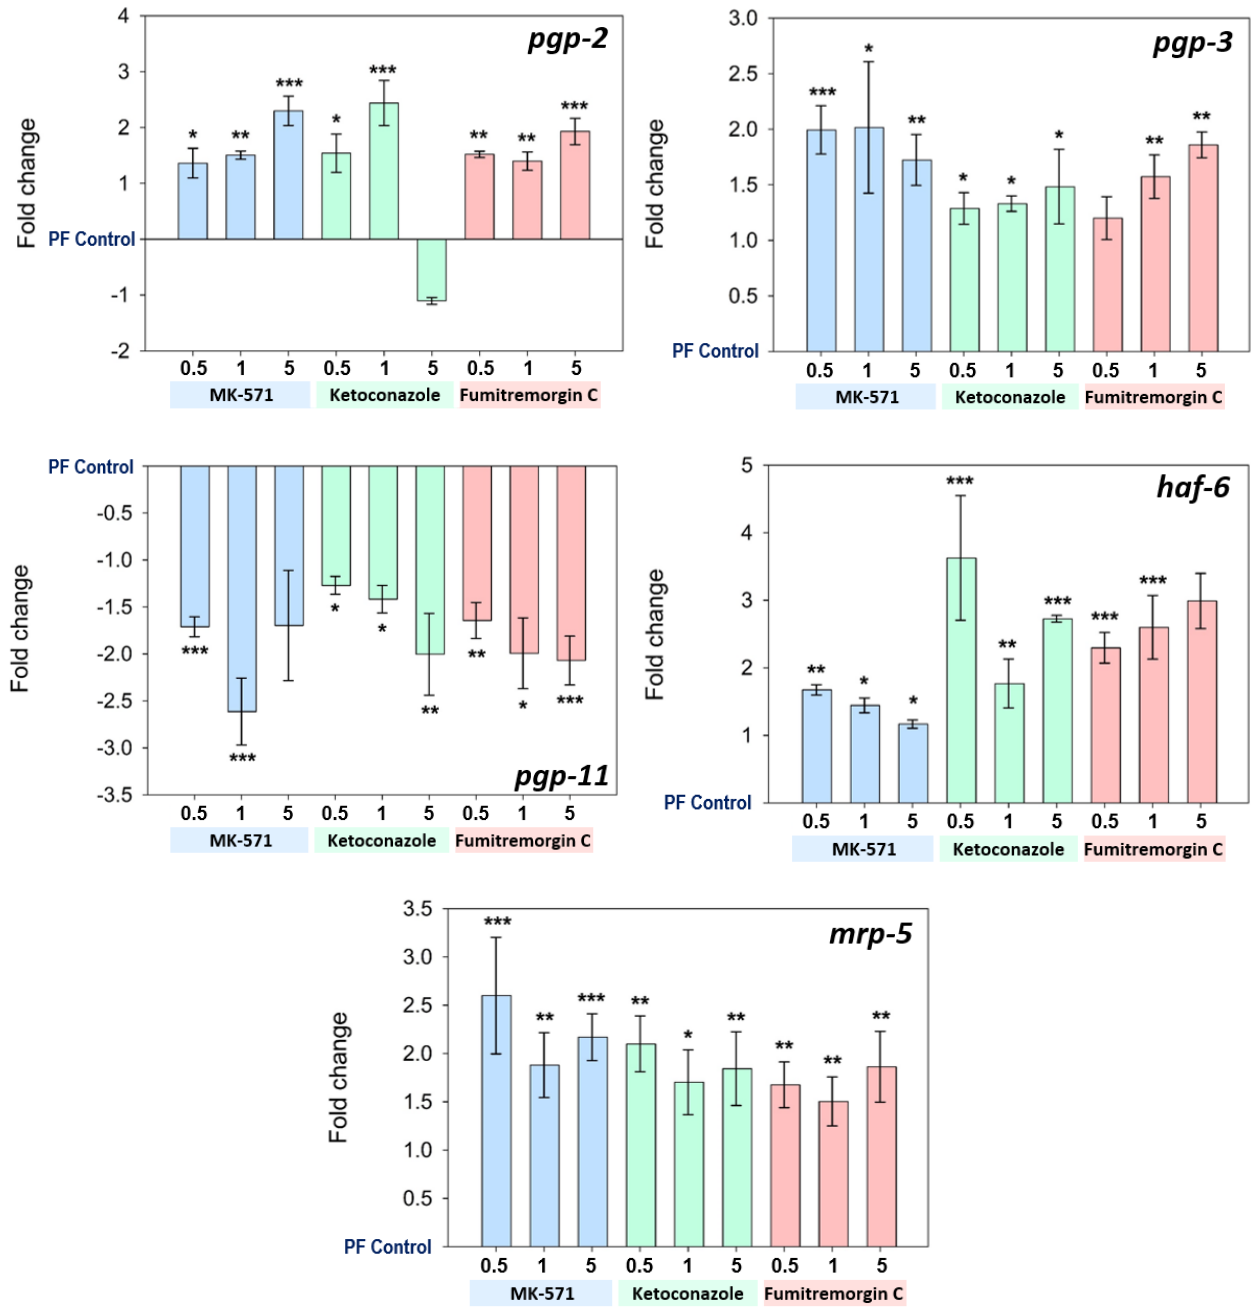 pgp-2
4
3
2
1
PF Control
-1
-2
Fold change
* ** *** * *** ** ** ***
0.5 1 5 0.5 1 5 0.5 1 5
MK-571 Ketoconazole Fumitremorgin C
pgp-3
3.0
2.5
2.0
1.5
1.0
0.5
PF Control
Fold change
*** * ** * * * ** **
0.5 1 5 0.5 1 5 0.5 1 5
MK-571 Ketoconazole Fumitremorgin C
PF Control
-0.5
-1.0
-1.5
-2.0
-2.5
-3.0
-3.5
Fold change
*** *** * * ** ** * ***
pgp-11
0.5 1 5 0.5 1 5 0.5 1 5
MK-571 Ketoconazole Fumitremorgin C
haf-6
5
4
3
2
1
PF Control
Fold change
** * * *** ** *** *** ***
0.5 1 5 0.5 1 5 0.5 1 5
MK-571 Ketoconazole Fumitremorgin C
mrp-5
3.5
3.0
2.5
2.0
1.5
1.0
0.5
PF Control
Fold change
*** ** *** ** * ** ** ** **
0.5 1 5 0.5 1 5 0.5 1 5
MK-571 Ketoconazole Fumitremorgin C